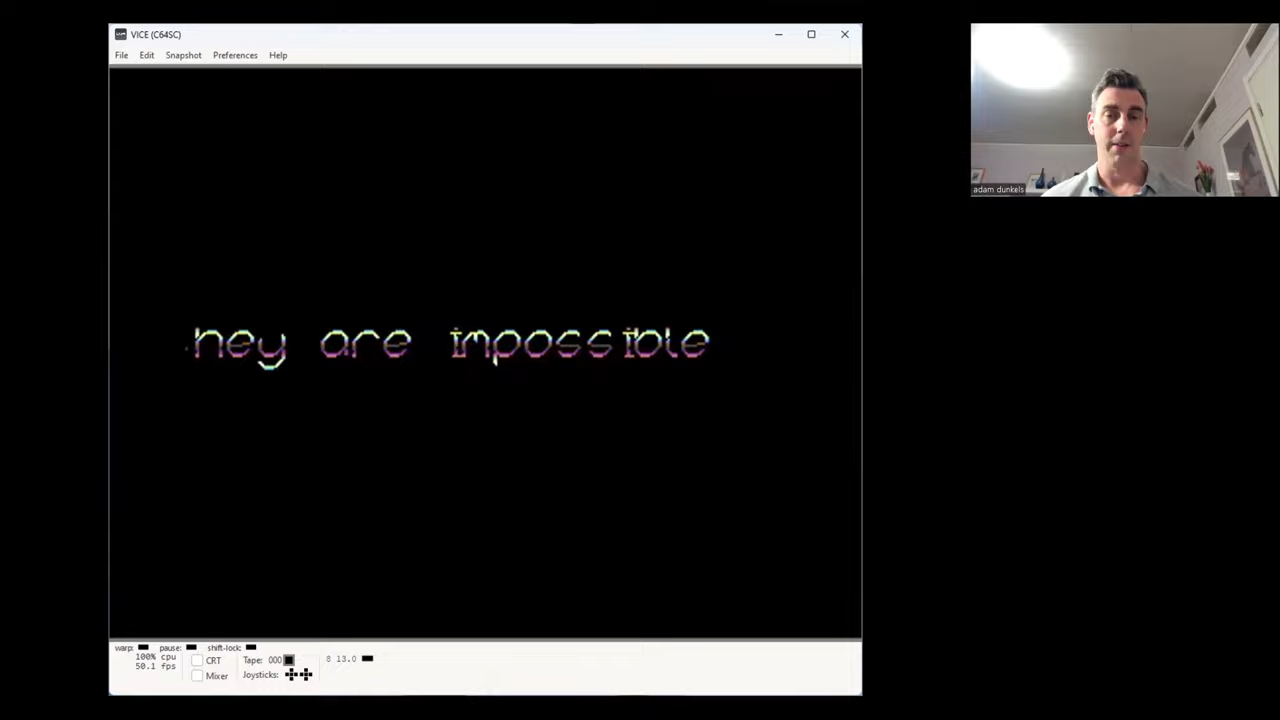 VICE (C64SC)
File Edit Snapshot Preferences Help
adam dunkels
hey are impossible
warp: pause: shift-lock:
100% cpu
50.1 fps
CRT
Mixer
Tape: 000
Joysticks:
8 13.0